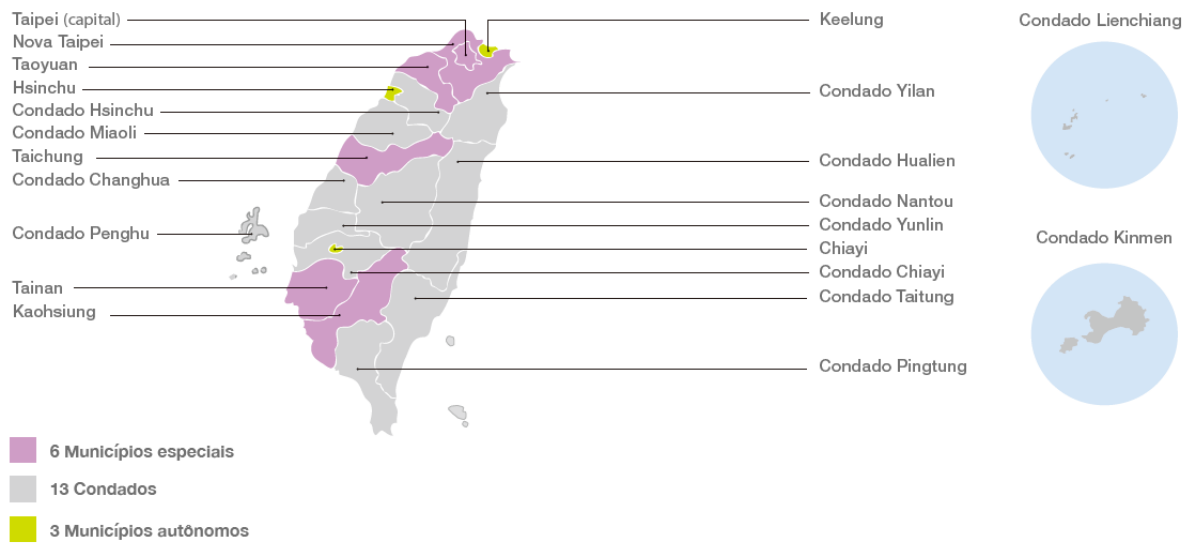 Taipei (capital)
Nova Taipei
Taoyuan
Hsinchu
Condado Hsinchu
Condado Miaoli
Taichung
Condado Changhua
Condado Penghu
Tainan
Kaohsiung
Keelung
Condado Yilan
Condado Hualien
Condado Nantou
Condado Yunlin
Chiayi
Condado Chiayi
Condado Taitung
Condado Pingtung
Condado Lienchiang
Condado Kinmen
6 Municípios especiais
13 Condados
3 Municípios autônomos